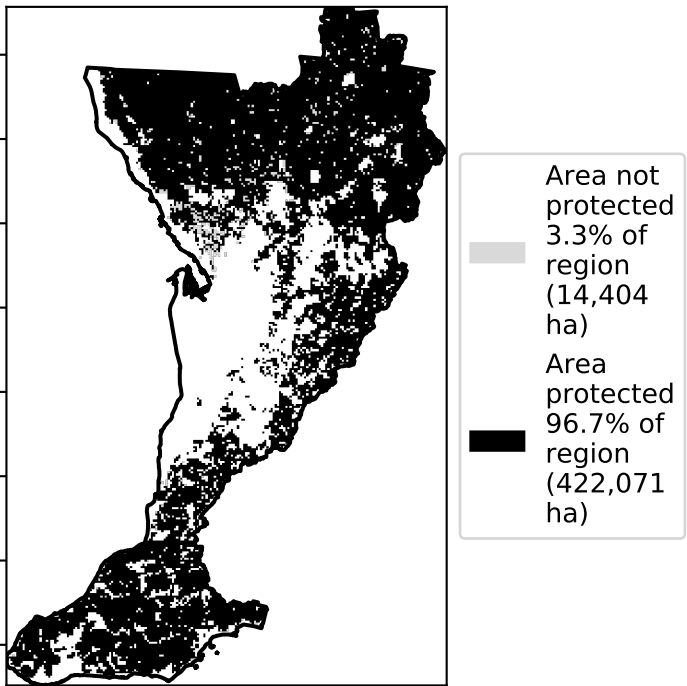 Area not
protected
3.3% of
region
(14,404
ha)
Area
protected
96.7% of
region
(422,071
ha)